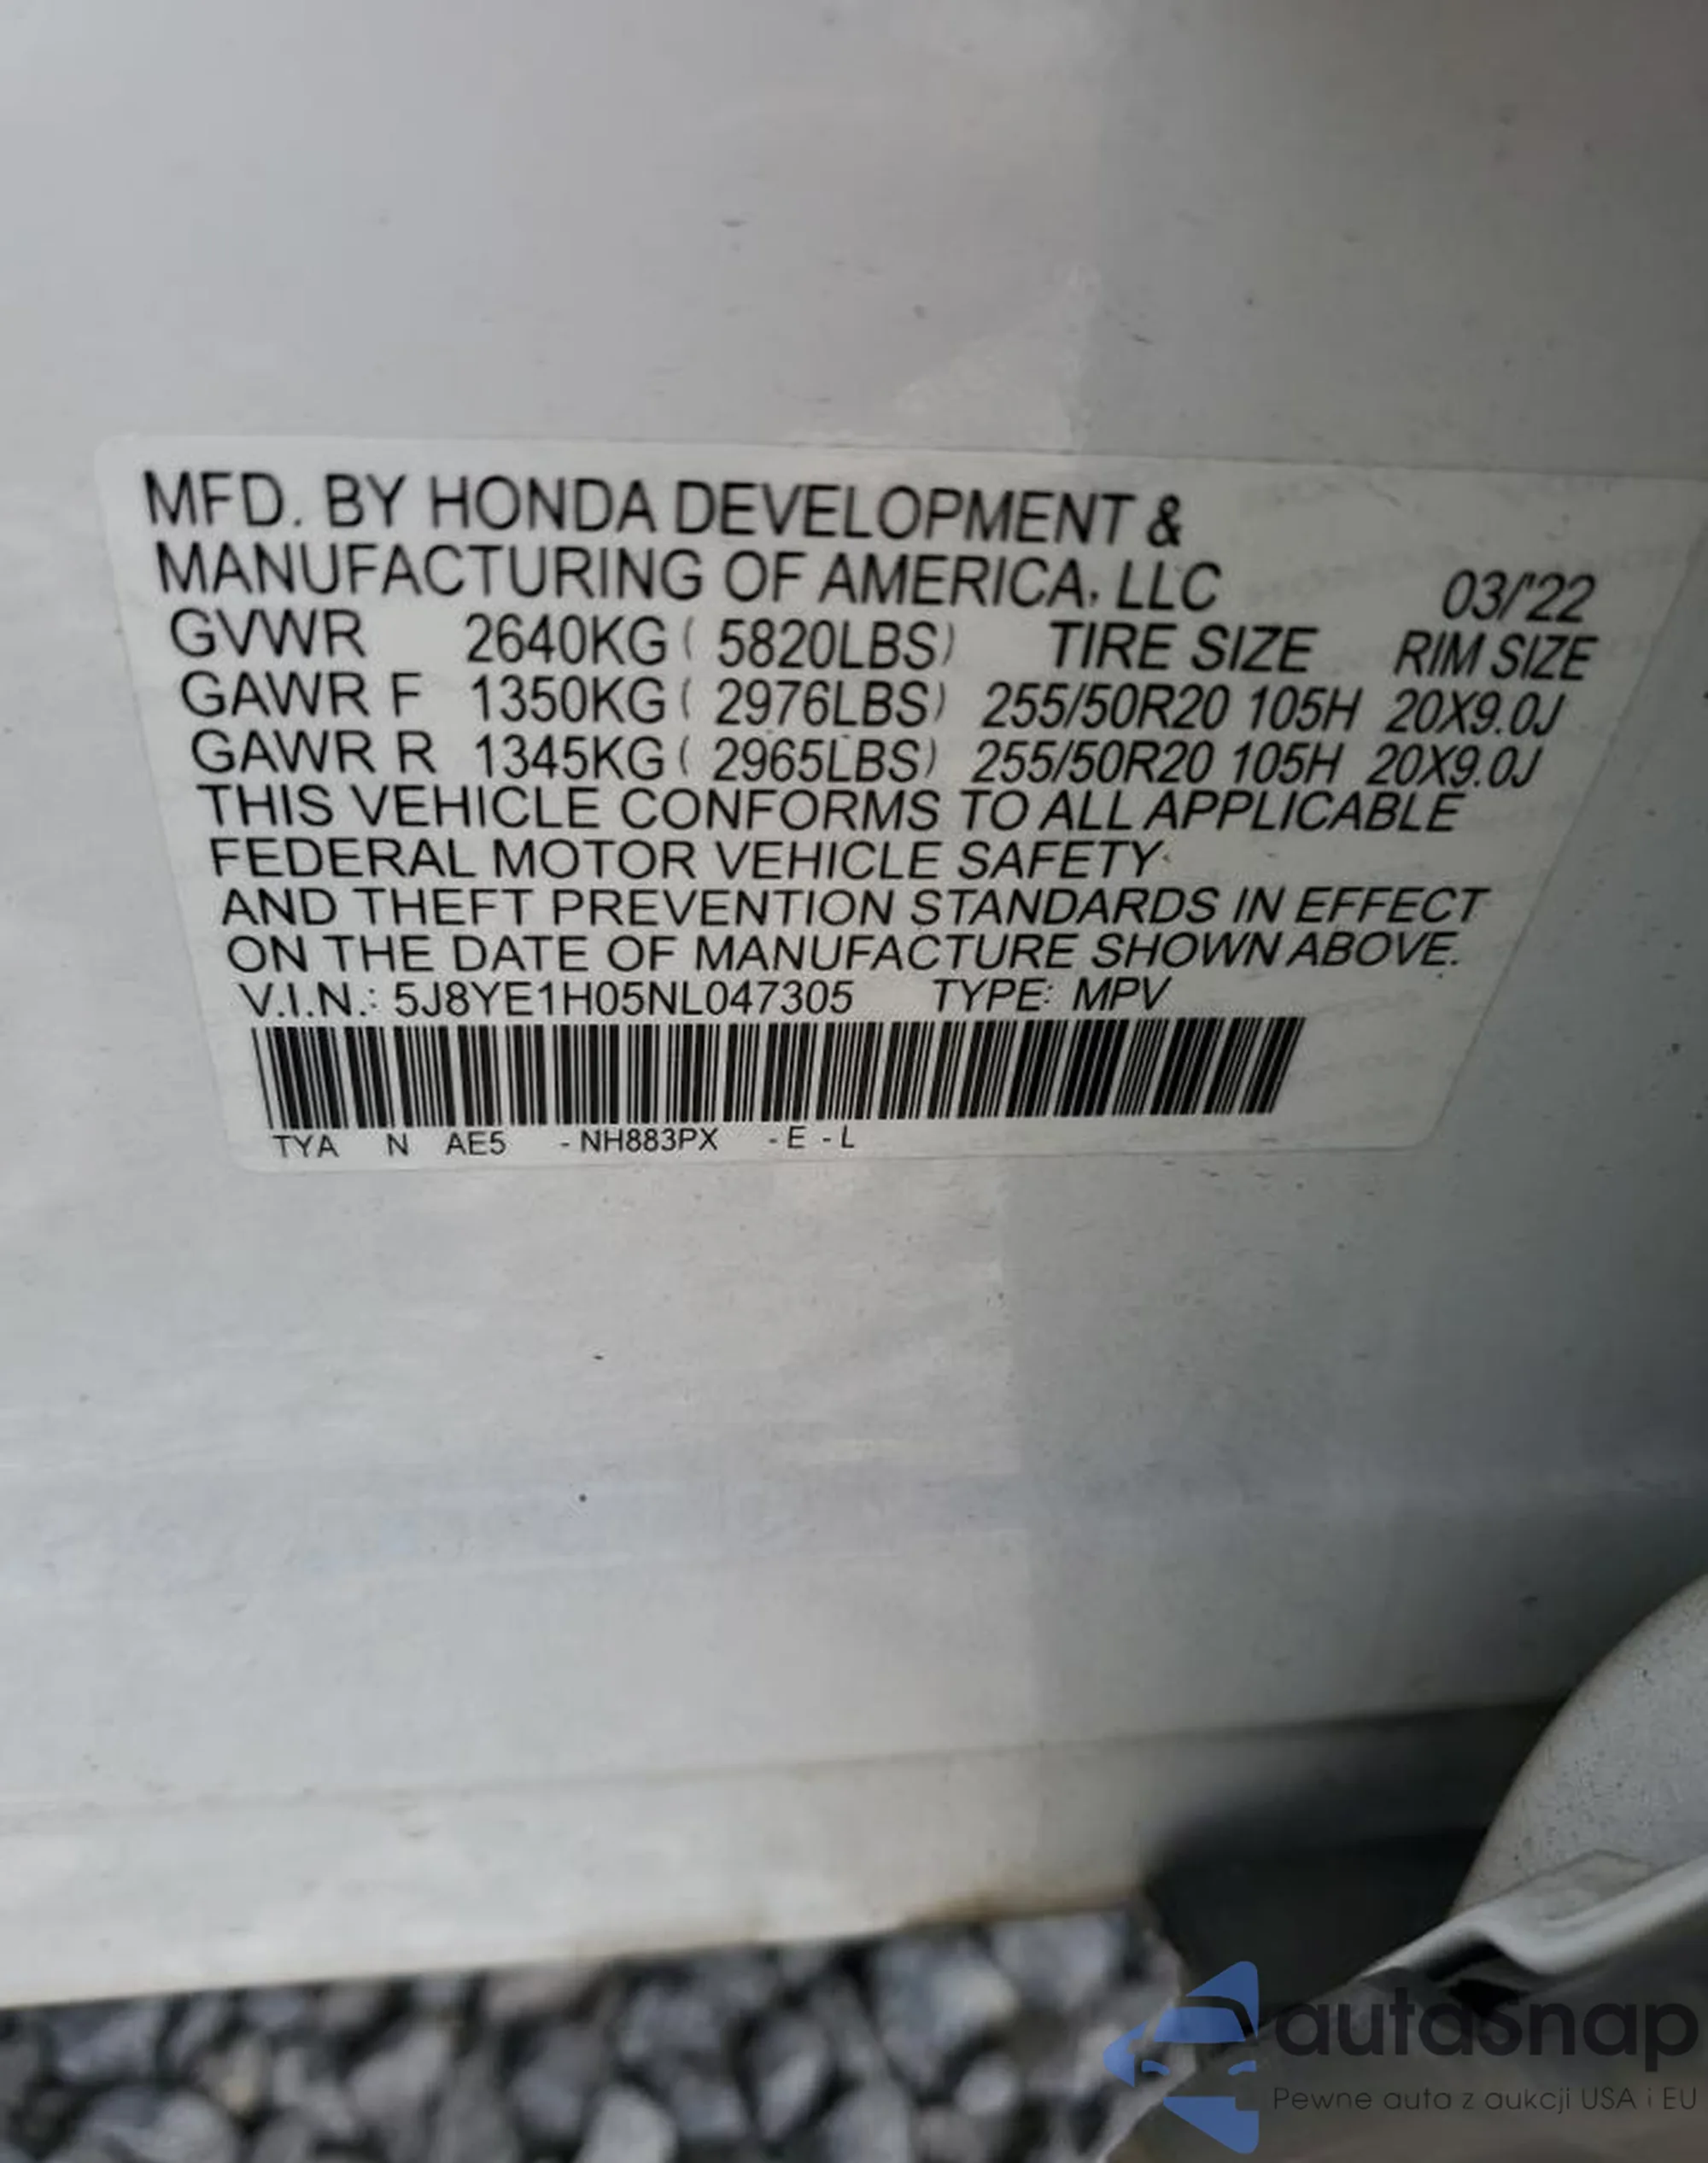 MFD. BY HONDA DEVELOPMENT &
MANUFACTURING OF AMERICA, LLC 03/'22
GVWR 2640KG ( 5820LBS) TIRE SIZE RIM SIZE
GAWR F 1350KG ( 2976LBS) 255/50R20 105H 20X9.0J
GAWR R 1345KG ( 2965LBS) 255/50R20 105H 20X9.0J
THIS VEHICLE CONFORMS TO ALL APPLICABLE
FEDERAL MOTOR VEHICLE SAFETY
AND THEFT PREVENTION STANDARDS IN EFFECT
ON THE DATE OF MANUFACTURE SHOWN ABOVE.
V.I.N.: 5J8YE1H05NL047305 TYPE: MPV
TYA N AE5 - NH883PX - E - L
autasnap
Pewne auta z aukcji USA i EU